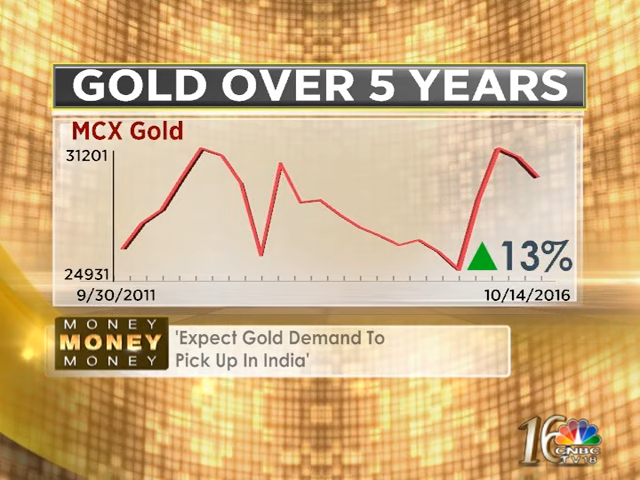 GOLD OVER 5 YEARS
MCX Gold
31201
24931
13%
9/30/2011
10/14/2016
MONEY
MONEY
MONEY
'Expect Gold Demand To
Pick Up In India'
16
CNBC
TV18